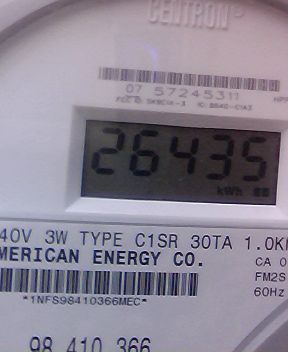 CENTRON®
07 57245311
26435
kWh
40V 3W TYPE C1SR 30TA 1.0K
MERICAN ENERGY CO.
CA 0
FM2S
60Hz
*1NFS98410366MEC*
98 410 366